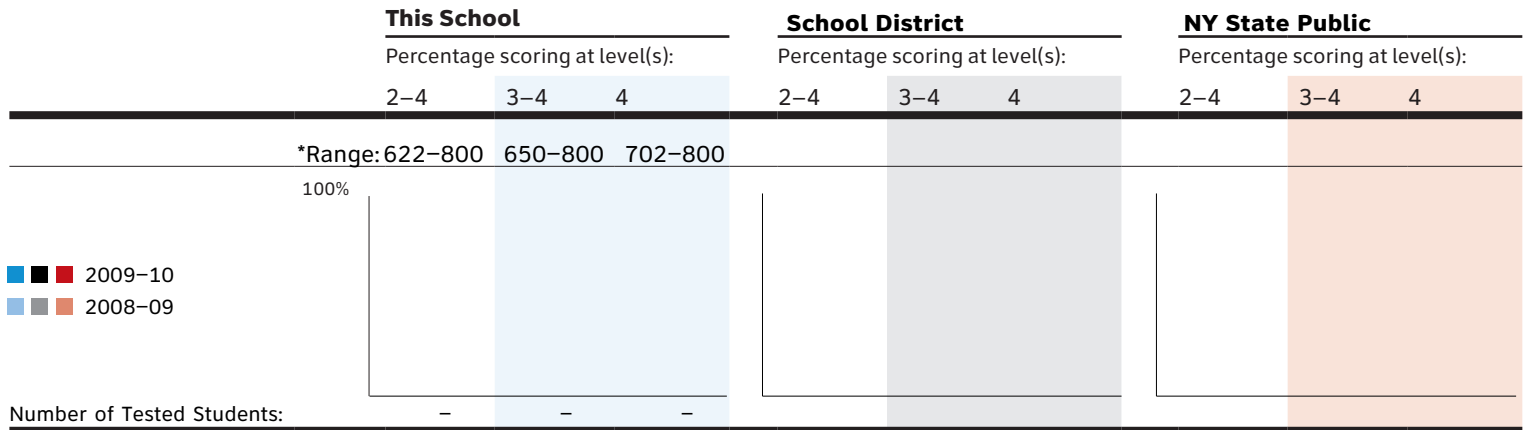 This School School District NY State Public
Percentage scoring at level(s): Percentage scoring at level(s): Percentage scoring at level(s):
2–4 3–4 4 2–4 3–4 4 2–4 3–4 4
*Range: 622–800 650–800 702–800
100%
2009–10
2008–09
Number of Tested Students: – – –